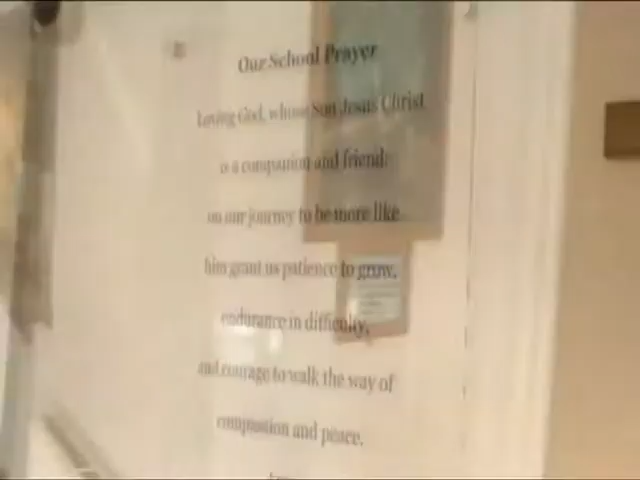 Our School Prayer
Loving God, whose Son Jesus Christ
is a companion and friend
on our journey to be more like
him grant us patience to grow,
endurance in difficulty,
and courage to walk the way of
compassion and peace.